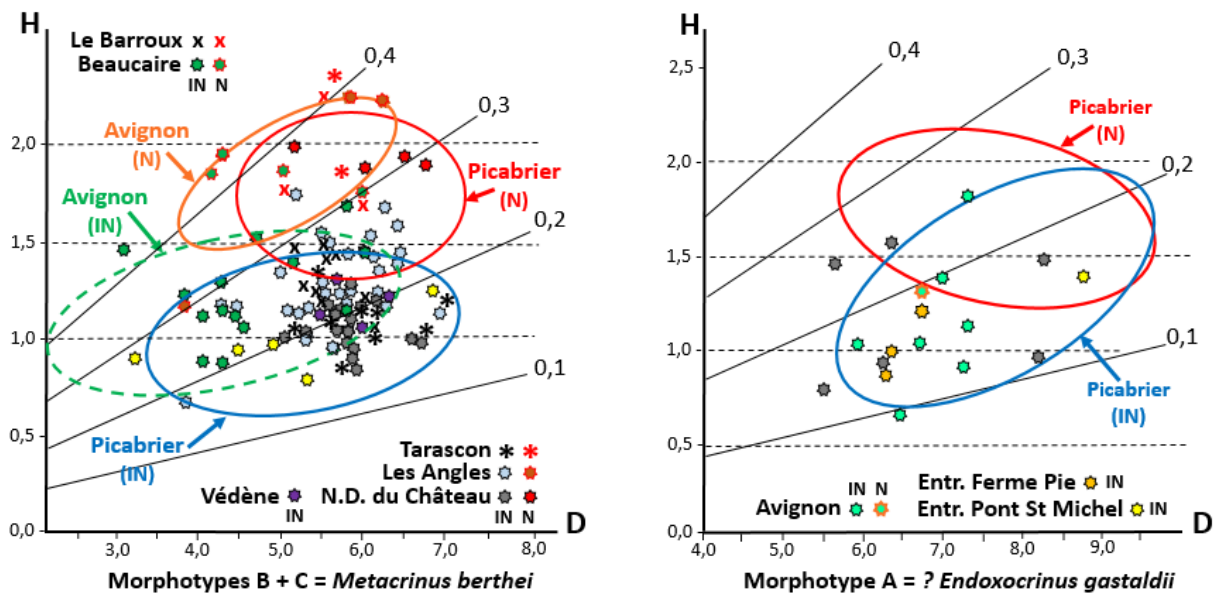 H
Le Barroux x x
Beaucaire
IN N
0,4
0,3
0,2
0,1
Avignon
(N)
Avignon
(IN)
Picabrier
(N)
Picabrier
(IN)
2,0
1,5
1,0
0,5
0,0
Tarascon * *
Les Angles
Védène N.D. du Château
IN IN N
D
3,0 4,0 5,0 6,0 7,0 8,0
Morphotypes B + C = Metacrinus berthei
H
0,4
0,3
0,2
0,1
Picabrier
(N)
Picabrier
(IN)
2,5
2,0
1,5
1,0
0,5
0,0
IN N Entr. Ferme Pie IN
Avignon Entr. Pont St Michel IN
D
4,0 5,0 6,0 7,0 8,0 9,0
Morphotype A = ? Endoxocrinus gastaldii